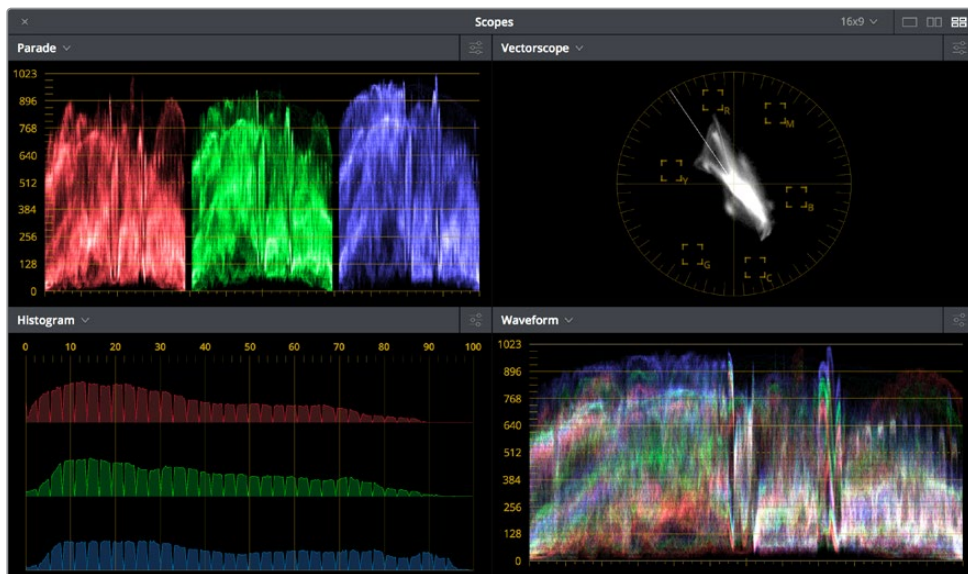 × Scopes 16x9
Parade
Vectorscope
1023
896
768
640
512
384
256
128
0
R
M
Y
B
G
C
Histogram
Waveform
0 10 20 30 40 50 60 70 80 90 100
1023
896
768
640
512
384
256
128
0